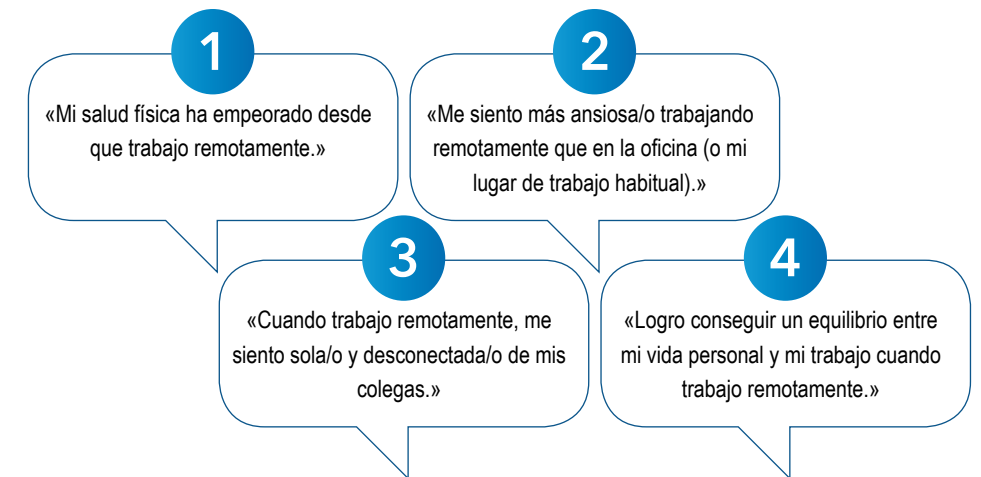 1
«Mi salud física ha empeorado desde
que trabajo remotamente.»
2
«Me siento más ansiosa/o trabajando
remotamente que en la oficina (o mi
lugar de trabajo habitual).»
3
«Cuando trabajo remotamente, me
siento sola/o y desconectada/o de mis
colegas.»
4
«Logro conseguir un equilibrio entre
mi vida personal y mi trabajo cuando
trabajo remotamente.»